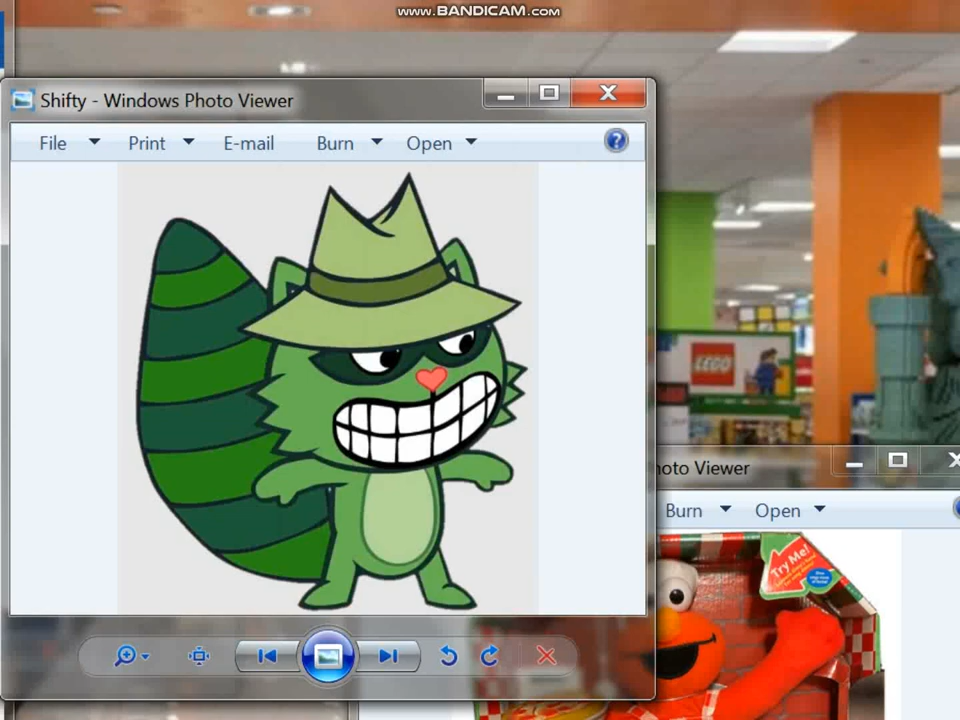 www.BANDICAM.com
Shifty - Windows Photo Viewer
File Print E-mail Burn Open
LEGO
hoto Viewer
Burn Open
Try Me!